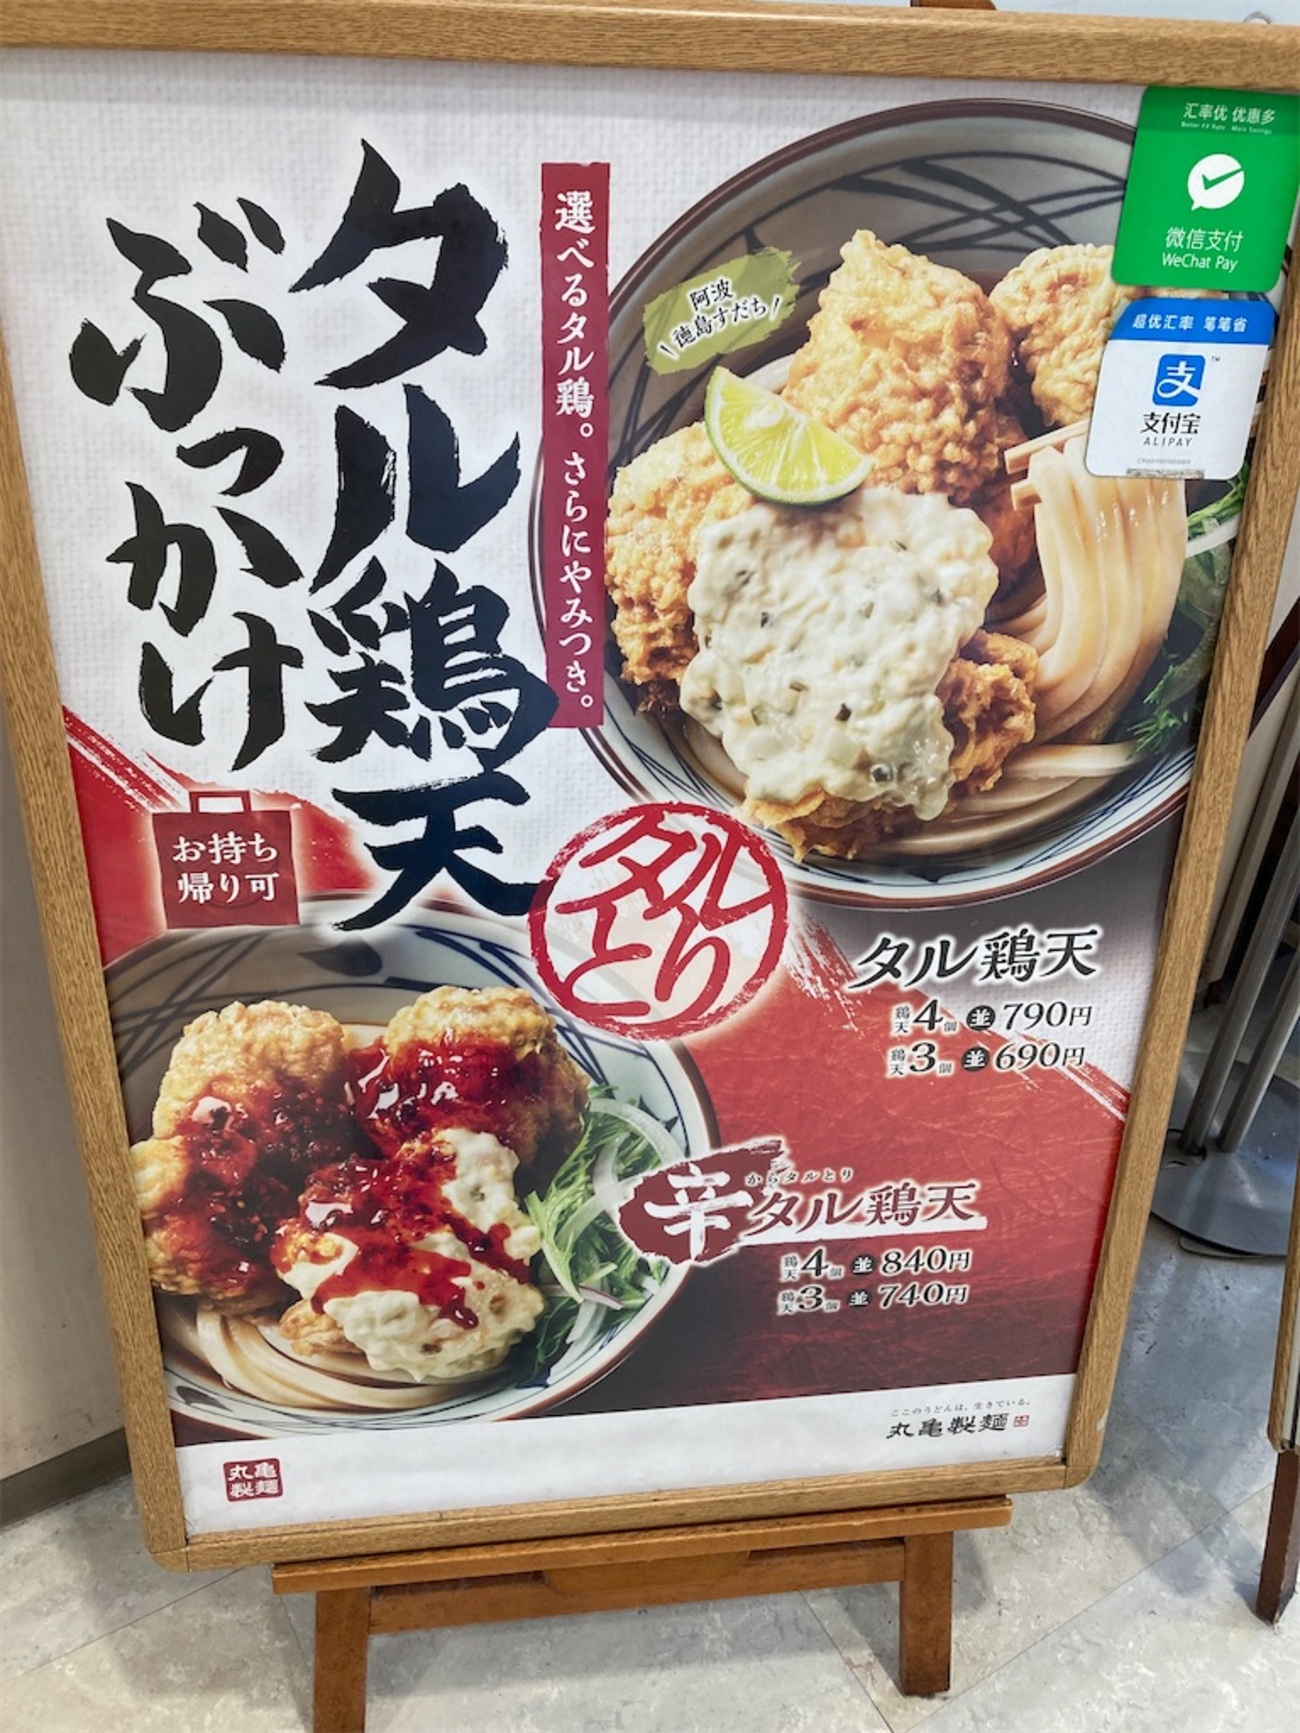 タル鶏天
ぶっかけ
選べるタル鶏。さらにやみつき。
阿波
徳島すだち
汇率优 优惠多
Better FX Rate More Savings
微信支付
WeChat Pay
超优汇率 笔笔省
支付宝
ALIPAY
お持ち
帰り可
タル
とり
タル鶏天
鶏天4個 並 790円
鶏天3個 並 690円
からタルとり
辛タル鶏天
鶏天4個 並 840円
鶏天3個 並 740円
ここのうどんは、生きている。
丸亀製麺
丸亀
製麺